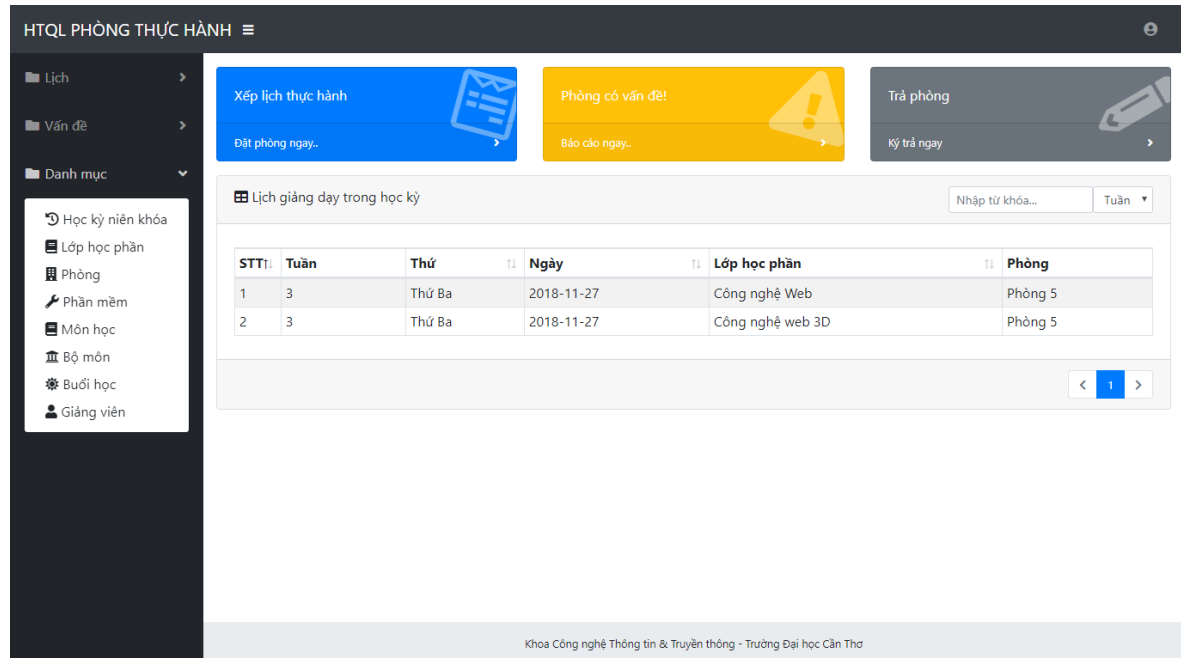 HTQL PHÒNG THỰC HÀNH
Lịch
Vấn đề
Danh mục
Học kỳ niên khóa
Lớp học phần
Phòng
Phần mềm
Môn học
Bộ môn
Buổi học
Giảng viên
Xếp lịch thực hành
Đặt phòng ngay..
Phòng có vấn đề!
Báo cáo ngay..
Trả phòng
Ký trả ngay
Lịch giảng dạy trong học kỳ
Nhập từ khóa... Tuần
STT Tuần Thứ Ngày Lớp học phần Phòng
1 3 Thứ Ba 2018-11-27 Công nghệ Web Phòng 5
2 3 Thứ Ba 2018-11-27 Công nghệ web 3D Phòng 5
1
Khoa Công nghệ Thông tin & Truyền thông - Trường Đại học Cần Thơ